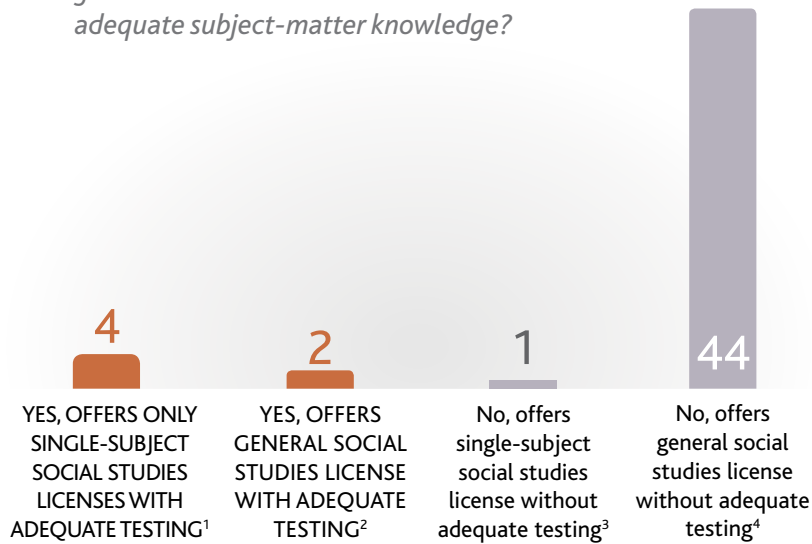 adequate subject-matter knowledge?
4
2
1
44
YES, OFFERS ONLY
SINGLE-SUBJECT
SOCIAL STUDIES
LICENSES WITH
ADEQUATE TESTING¹
YES, OFFERS
GENERAL SOCIAL
STUDIES LICENSE
WITH ADEQUATE
TESTING²
No, offers
single-subject
social studies
license without
adequate testing³
No, offers
general social
studies license
without adequate
testing⁴